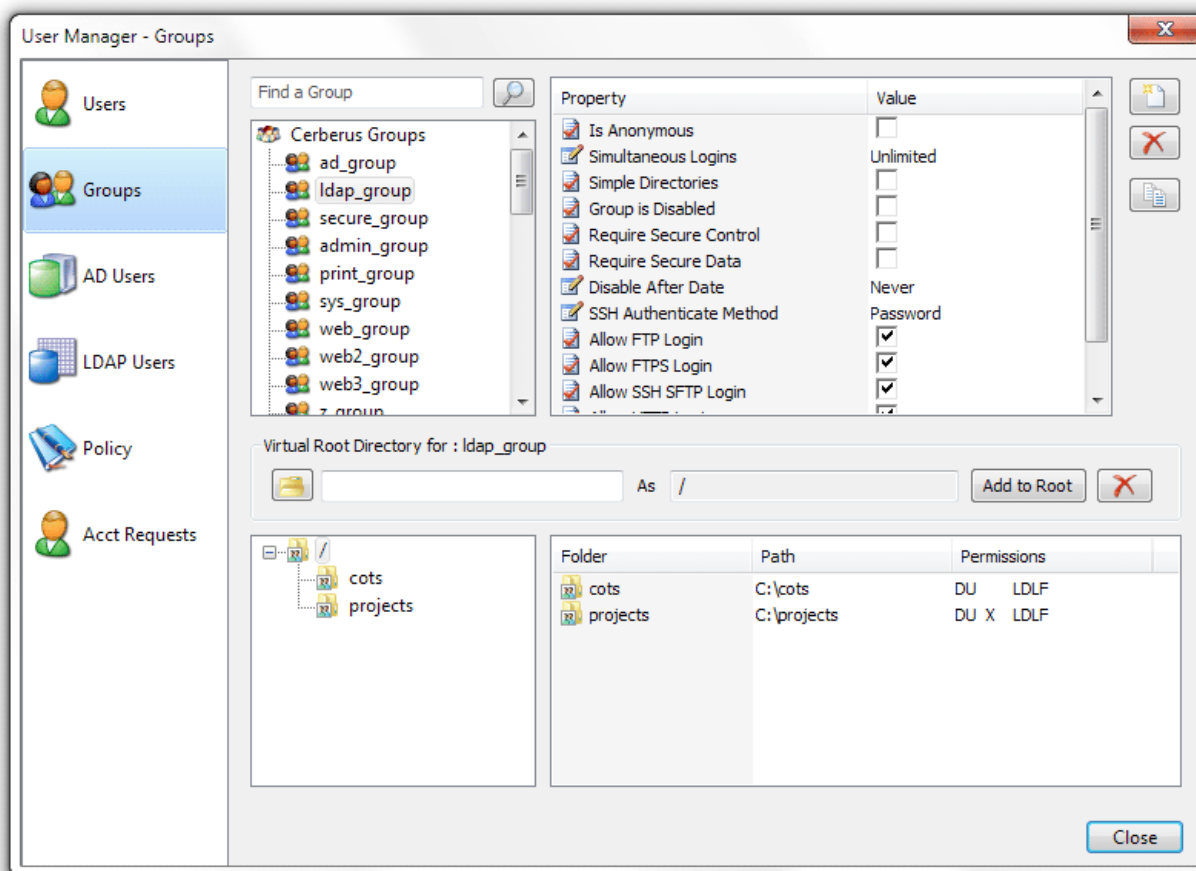 User Manager - Groups
Users
Groups
AD Users
LDAP Users
Policy
Acct Requests
Find a Group
Cerberus Groups
ad_group
ldap_group
secure_group
admin_group
print_group
sys_group
web_group
web2_group
web3_group
z_group
Property Value
Is Anonymous
Simultaneous Logins Unlimited
Simple Directories
Group is Disabled
Require Secure Control
Require Secure Data
Disable After Date Never
SSH Authenticate Method Password
Allow FTP Login
Allow FTPS Login
Allow SSH SFTP Login
Virtual Root Directory for : ldap_group
As / Add to Root
/
cots
projects
Folder Path Permissions
cots C:\cots DU LDLF
projects C:\projects DU X LDLF
Close